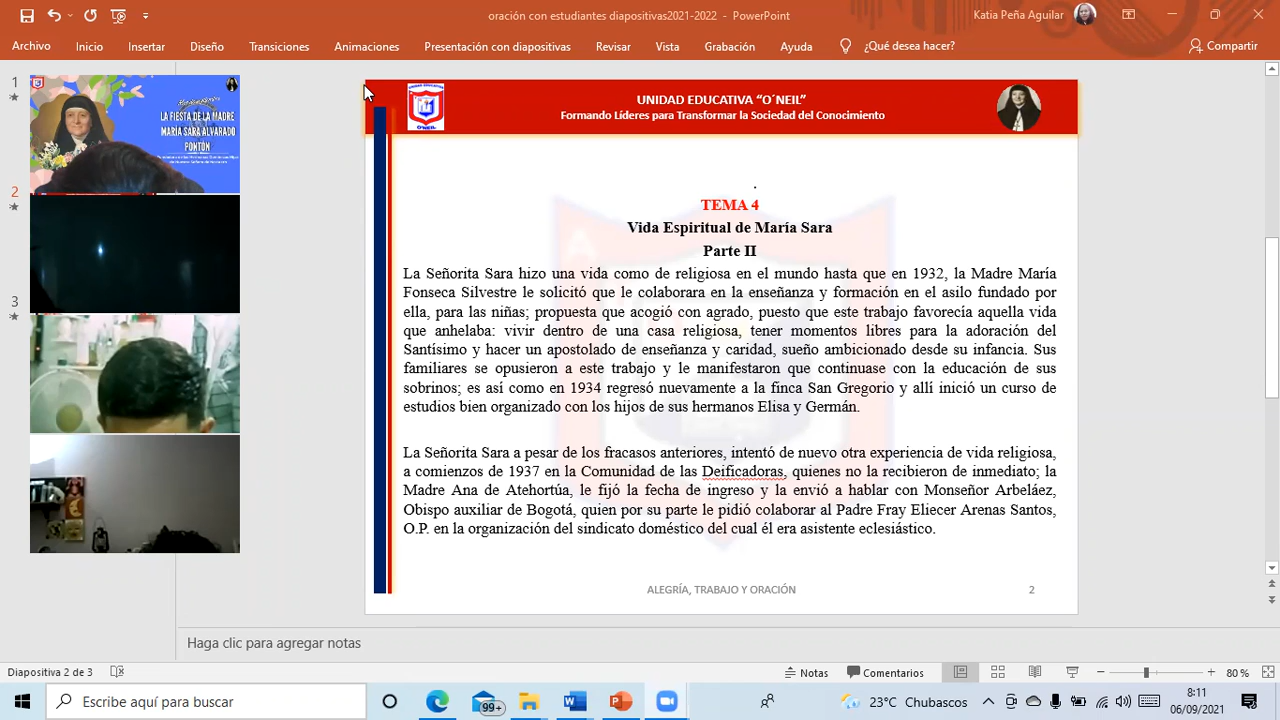 oración con estudiantes diapositivas2021-2022 - PowerPoint
Katia Peña Aguilar
Archivo Inicio Insertar Diseño Transiciones Animaciones Presentación con diapositivas Revisar Vista Grabación Ayuda ¿Qué desea hacer? Compartir
1
LA FIESTA DE LA MADRE
MARÍA SARA ALVARADO
PONTÓN
2
3
UNIDAD EDUCATIVA “O´NEIL”
Formando Líderes para Transformar la Sociedad del Conocimiento
O'NEIL
.
TEMA 4
Vida Espiritual de María Sara
Parte II
La Señorita Sara hizo una vida como de religiosa en el mundo hasta que en 1932, la Madre María
Fonseca Silvestre le solicitó que le colaborara en la enseñanza y formación en el asilo fundado por
ella, para las niñas; propuesta que acogió con agrado, puesto que este trabajo favorecía aquella vida
que anhelaba: vivir dentro de una casa religiosa, tener momentos libres para la adoración del
Santísimo y hacer un apostolado de enseñanza y caridad, sueño ambicionado desde su infancia. Sus
familiares se opusieron a este trabajo y le manifestaron que continuase con la educación de sus
sobrinos; es así como en 1934 regresó nuevamente a la finca San Gregorio y allí inició un curso de
estudios bien organizado con los hijos de sus hermanos Elisa y Germán.
La Señorita Sara a pesar de los fracasos anteriores, intentó de nuevo otra experiencia de vida religiosa,
a comienzos de 1937 en la Comunidad de las Deificadoras, quienes no la recibieron de inmediato; la
Madre Ana de Atehortúa, le fijó la fecha de ingreso y la envió a hablar con Monseñor Arbeláez,
Obispo auxiliar de Bogotá, quien por su parte le pidió colaborar al Padre Fray Eliecer Arenas Santos,
O.P. en la organización del sindicato doméstico del cual él era asistente eclesiástico.
ALEGRÍA, TRABAJO Y ORACIÓN
2
Haga clic para agregar notas
Diapositiva 2 de 3
Notas
Comentarios
80 %
Escribe aquí para buscar
99+
23°C Chubascos
8:11
06/09/2021